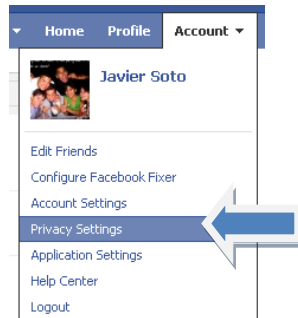 Home Profile Account
Javier Soto
Edit Friends
Configure Facebook Fixer
Account Settings
Privacy Settings
Application Settings
Help Center
Logout